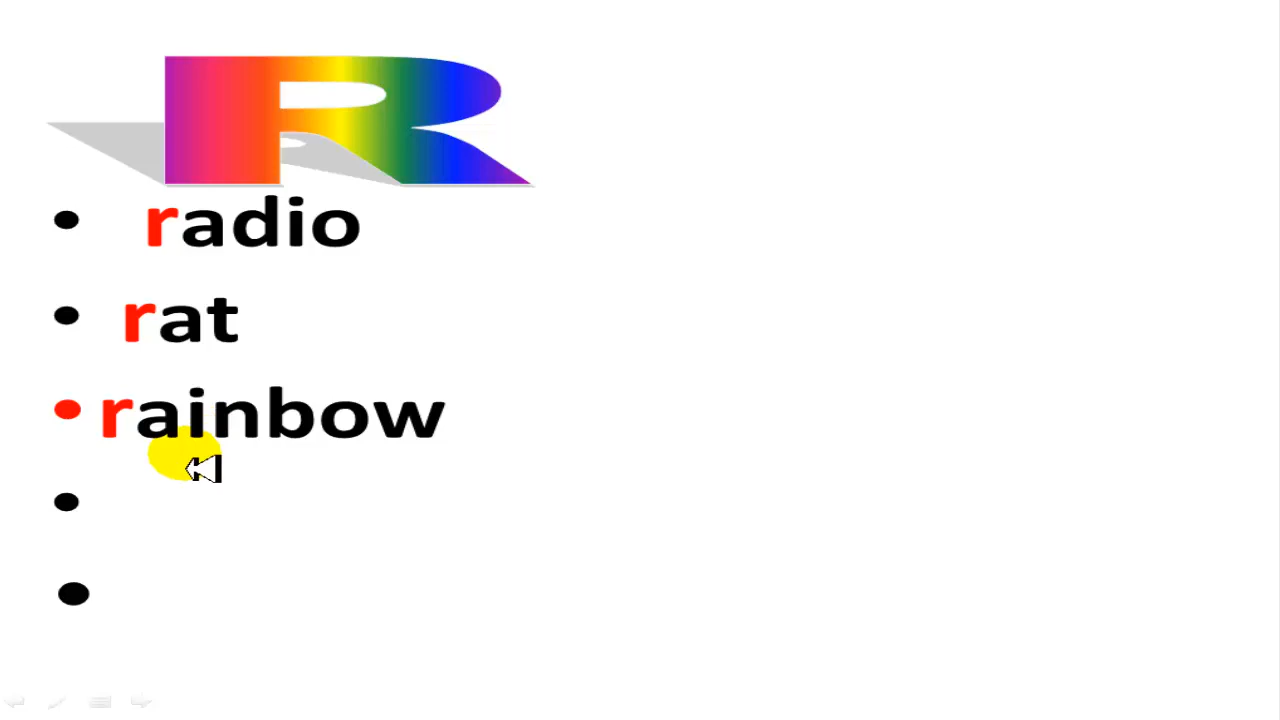 R
• radio
• rat
• rainbow
•
•